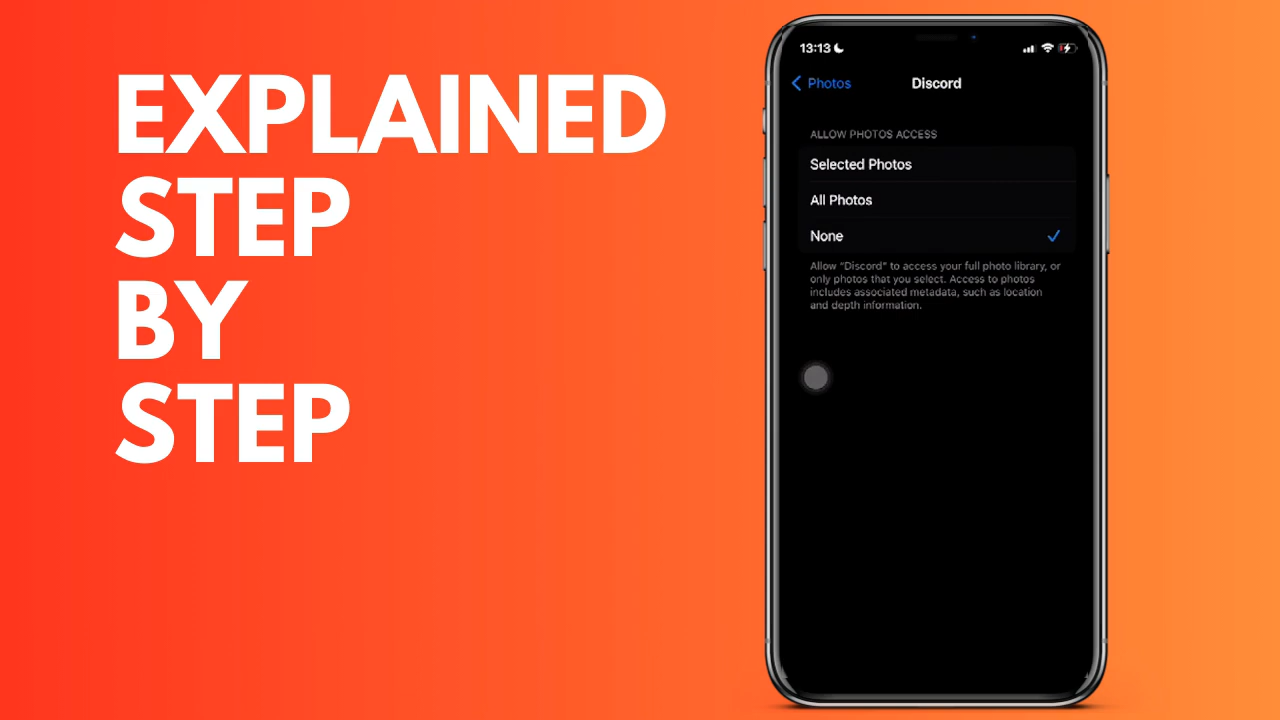 EXPLAINED
STEP
BY
STEP
13:13
Photos
Discord
ALLOW PHOTOS ACCESS
Selected Photos
All Photos
None
Allow “Discord” to access your full photo library, or
only photos that you select. Access to photos
includes associated metadata, such as location
and depth information.